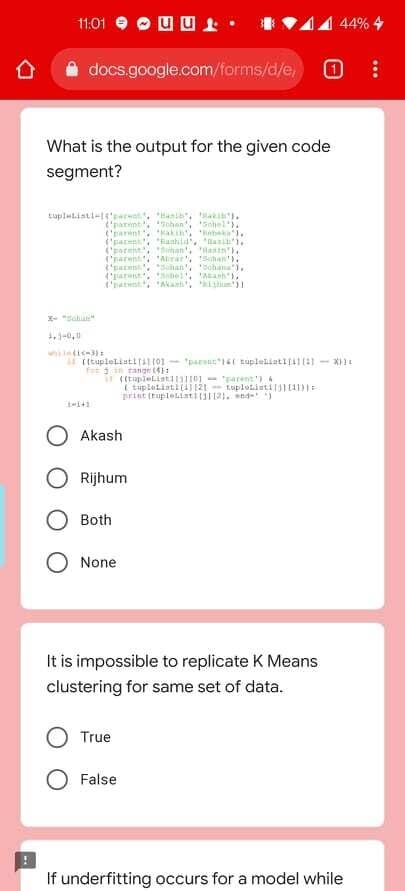 11:01
44%
docs.google.com/forms/d/e/
1
What is the output for the given code
segment?
tupleList1=[('parent', 'Hasib', 'Rakib'),
('parent', 'Sohan', 'Sohel'),
('parent', 'Rakib', 'Rebeka'),
('parent', 'Rashid', 'Hasib'),
('parent', 'Sohan', 'Hasin'),
('parent', 'Abrar', 'Sohan'),
('parent', 'Sohan', 'Sohana'),
('parent', 'Sohel', 'Akash'),
('parent', 'Akash', 'Rijhum')]
X= "Sohan"
i,j=0,0
while(i<=3):
if ((tupleList1[i][0] == 'parent')&( tupleList1[i][1] == X)):
for j in range(4):
if ((tupleList1[j][0] == 'parent') &
( tupleList1[i][2] == tupleList1[j][1])):
print(tupleList1[j][2], end=' ')
i=i+1
Akash
Rijhum
Both
None
It is impossible to replicate K Means
clustering for same set of data.
True
False
If underfitting occurs for a model while